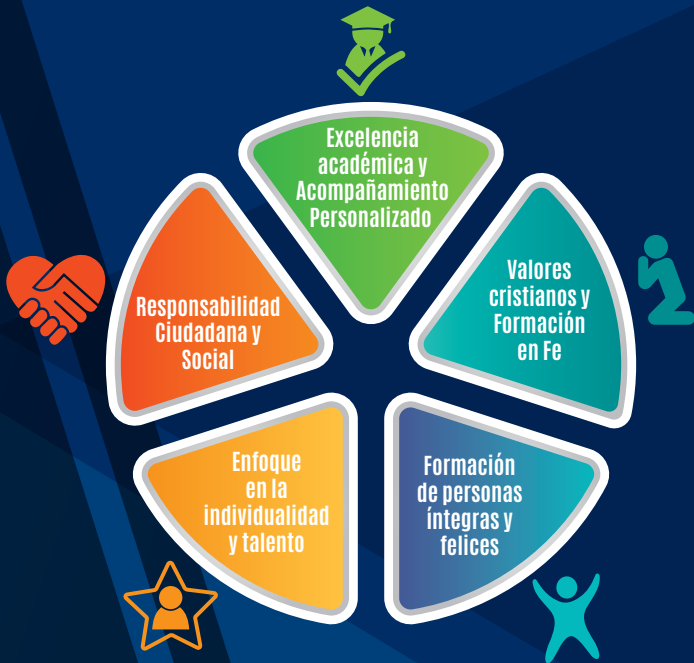 Excelencia
académica y
Acompañamiento
Personalizado
Valores
cristianos y
Formación
en Fe
Formación
de personas
íntegras y
felices
Enfoque
en la
individualidad
y talento
Responsabilidad
Ciudadana y
Social